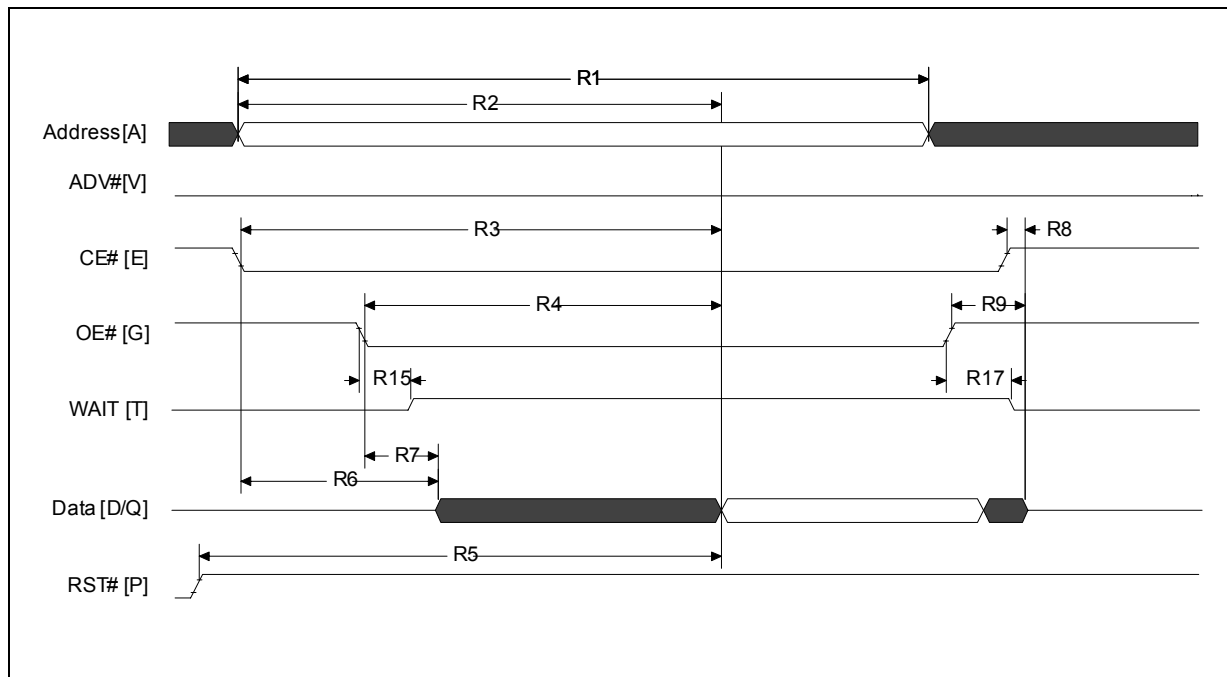 R1
R2
Address [A]
ADV# [V]
R3
R8
CE# [E]
R4
R9
OE# [G]
R15
R17
WAIT [T]
R7
R6
Data [D/Q]
R5
RST# [P]